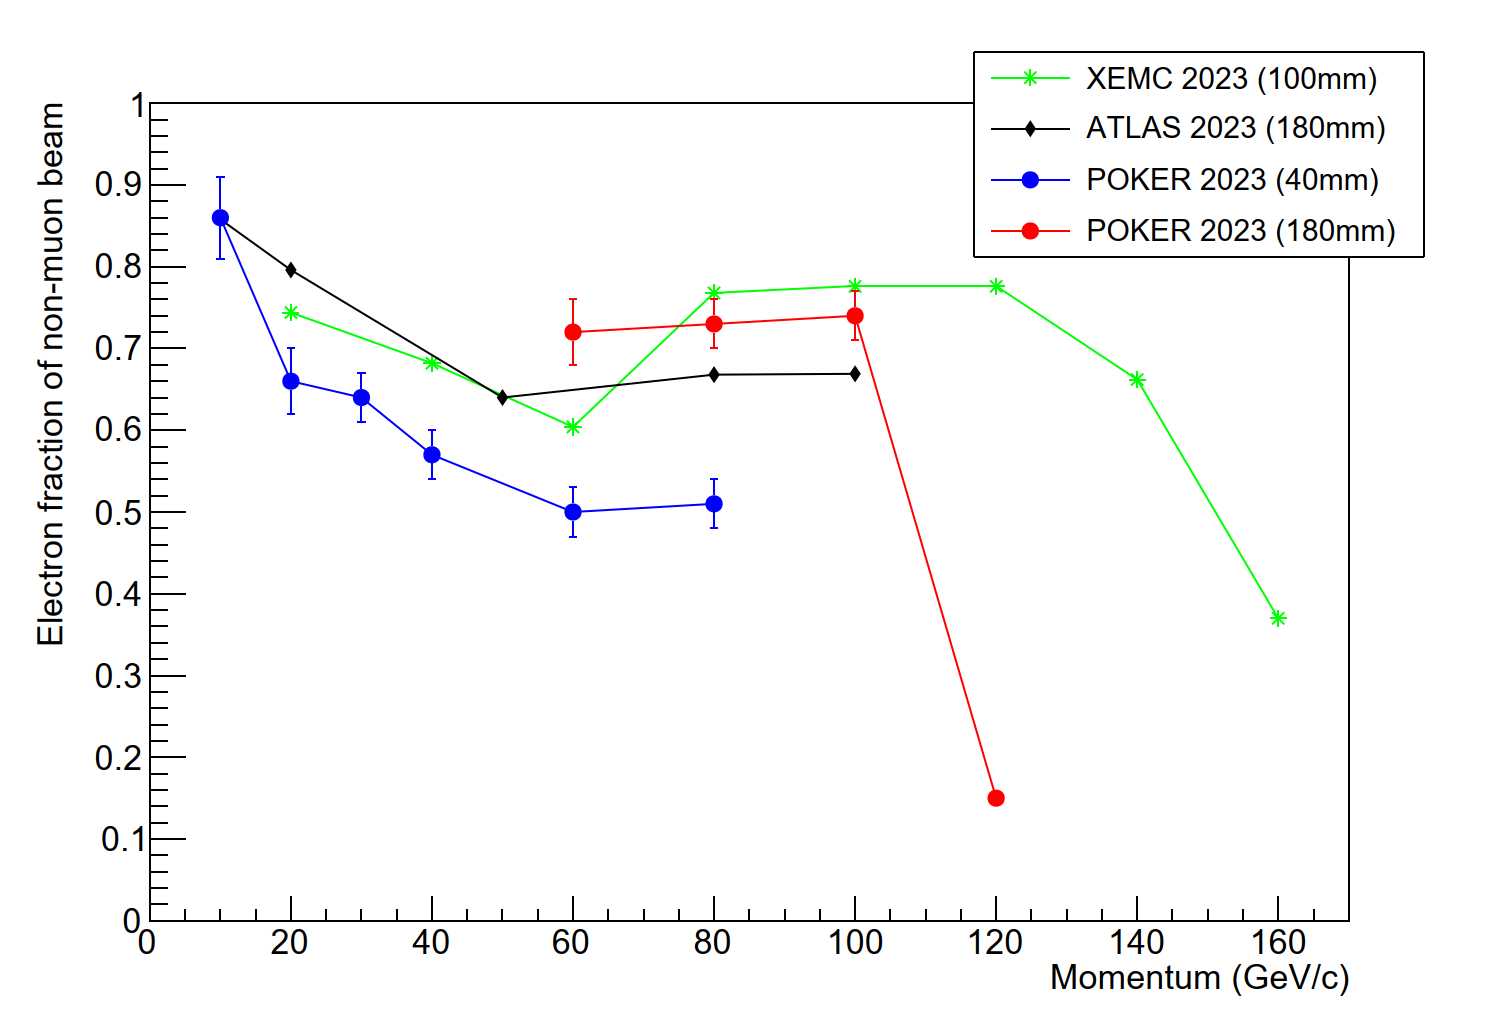 XEMC 2023 (100mm)
ATLAS 2023 (180mm)
POKER 2023 (40mm)
POKER 2023 (180mm)
Electron fraction of non-muon beam
1
0.9
0.8
0.7
0.6
0.5
0.4
0.3
0.2
0.1
0
0 20 40 60 80 100 120 140 160
Momentum (GeV/c)